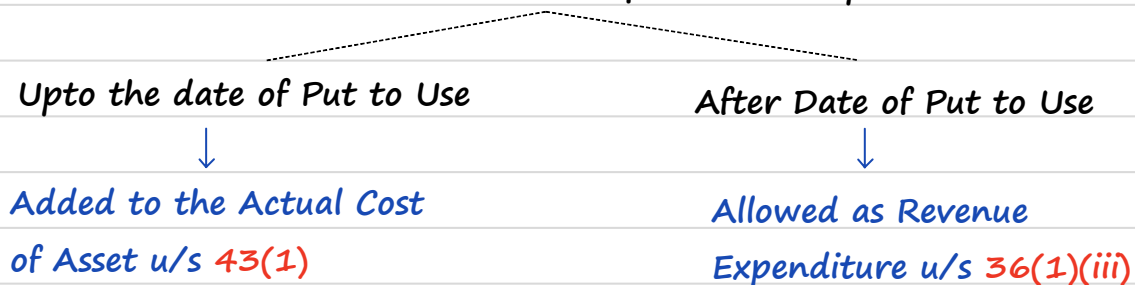 Upto the date of Put to Use
After Date of Put to Use
Added to the Actual Cost
of Asset u/s 43(1)
Allowed as Revenue
Expenditure u/s 36(1)(iii)